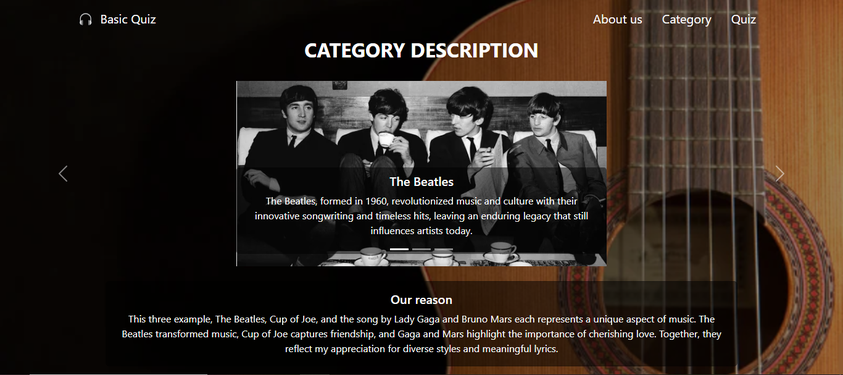 Basic Quiz
About us
Category
Quiz
CATEGORY DESCRIPTION
The Beatles
The Beatles, formed in 1960, revolutionized music and culture with their
innovative songwriting and timeless hits, leaving an enduring legacy that still
influences artists today.
Our reason
This three example, The Beatles, Cup of Joe, and the song by Lady Gaga and Bruno Mars each represents a unique aspect of music. The
Beatles transformed music, Cup of Joe captures friendship, and Gaga and Mars highlight the importance of cherishing love. Together, they
reflect my appreciation for diverse styles and meaningful lyrics.